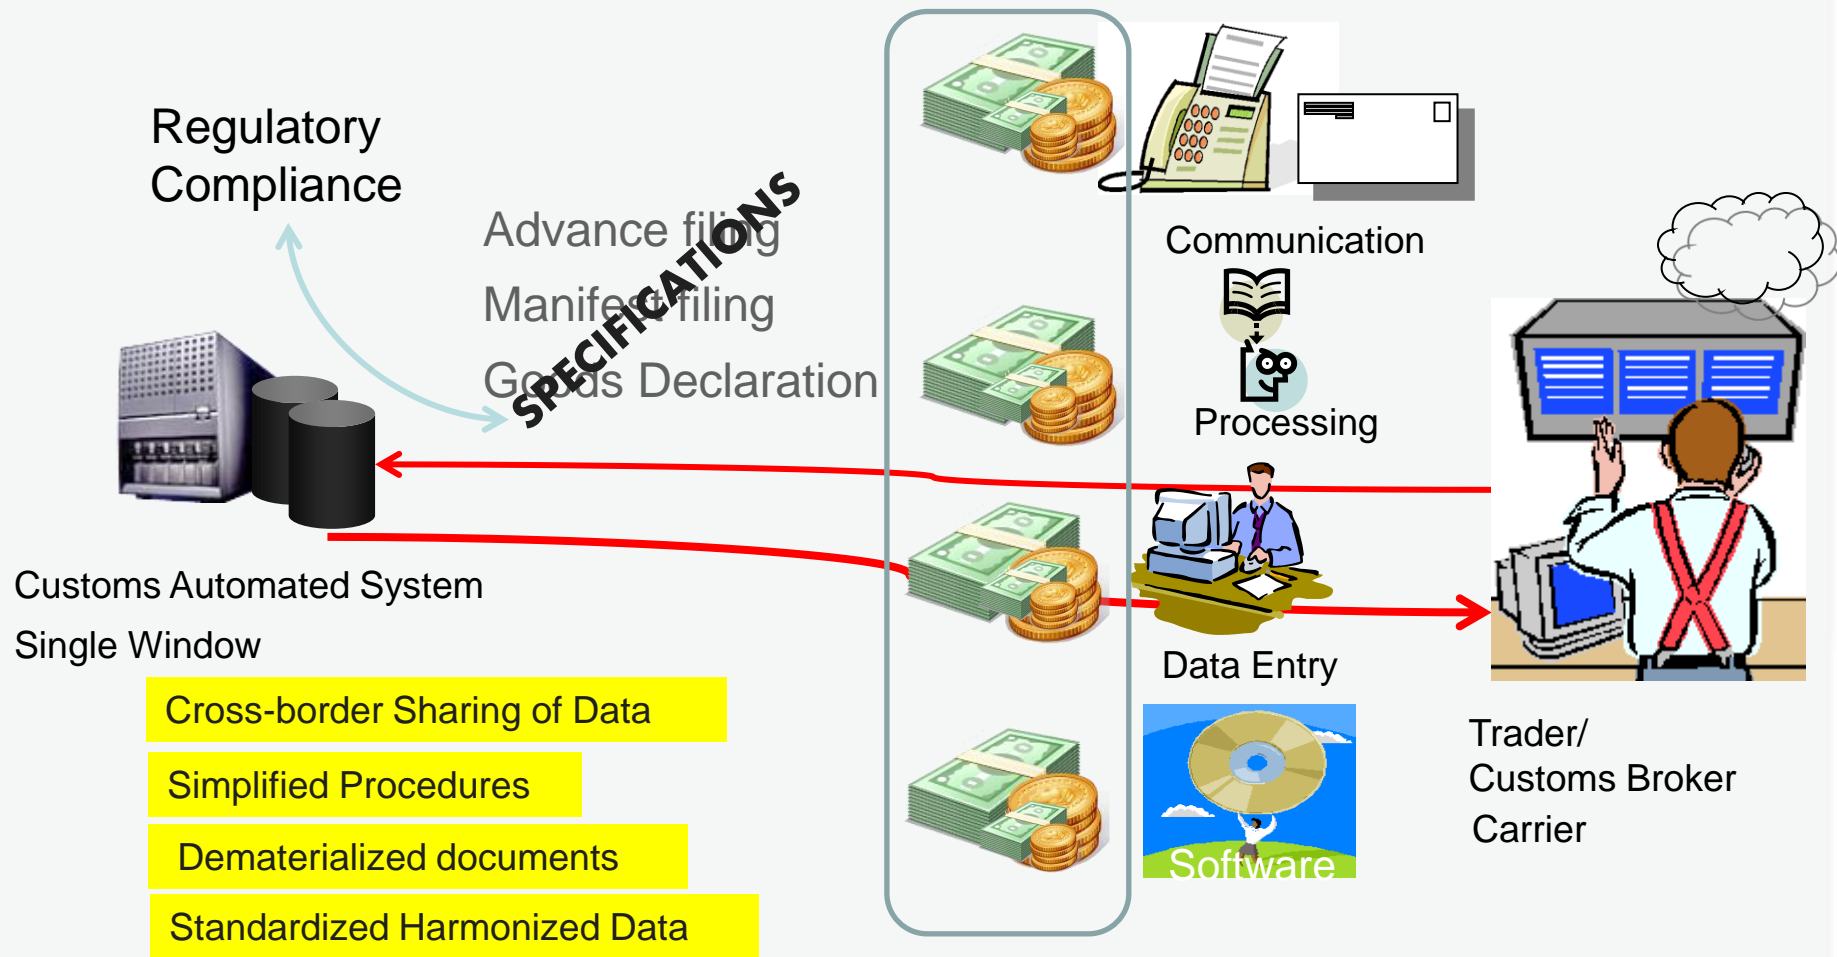 Regulatory
Compliance
Advance filing
Manifest filing
Goods Declaration
SPECIFICATIONS
Customs Automated System
Single Window
Cross-border Sharing of Data
Simplified Procedures
Dematerialized documents
Standardized Harmonized Data
Communication
Processing
Data Entry
Software
Trader/
Customs Broker
Carrier